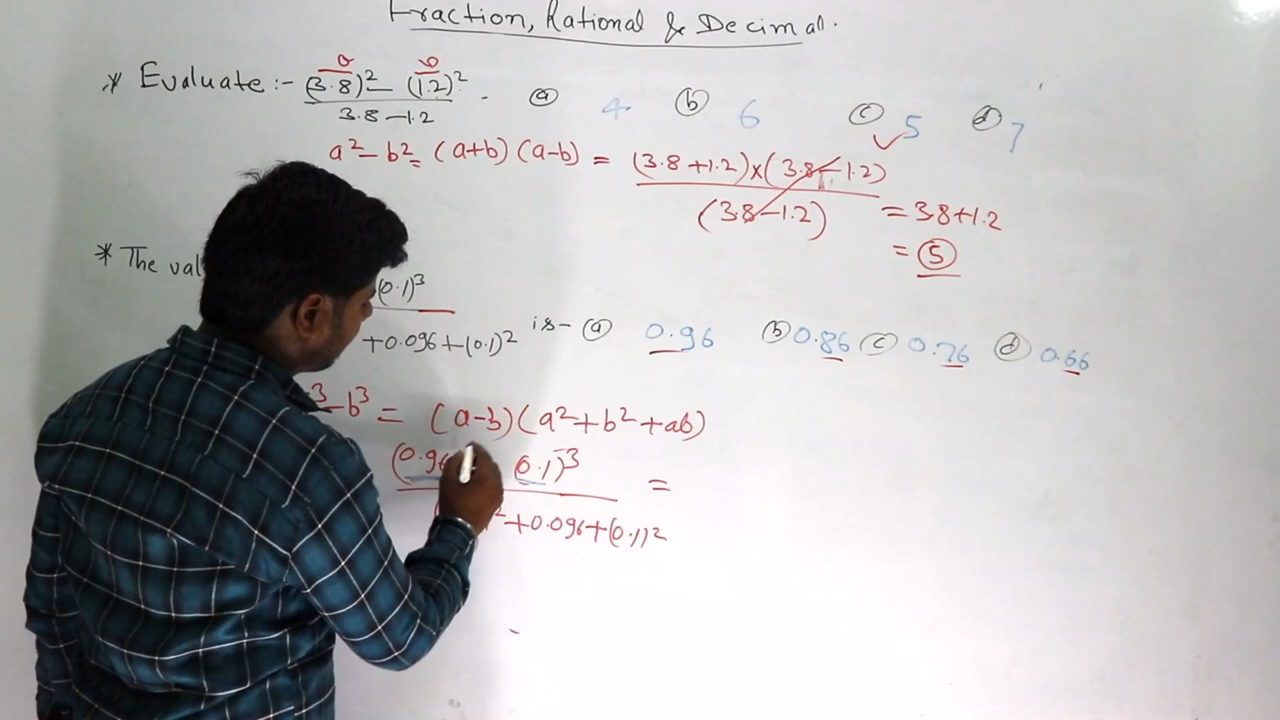 Fraction, Rational & Decimal.
* Evaluate :- (3.8)² - (1.2)² / 3.8 - 1.2 . (a) 4 (b) 6 (c) 5 (d) 7
a² - b² = (a+b) (a-b) = (3.8 + 1.2) x (3.8 - 1.2) / (3.8 - 1.2) = 3.8 + 1.2
= 5
* The (0.1)³
+0.096 + (0.1)² is- (a) 0.96 (b) 0.86 (c) 0.76 (d) 0.66
³ - b³ = (a-b) (a² + b² + ab)
(0.96 (0.1)³ =
² + 0.096 + (0.1)²